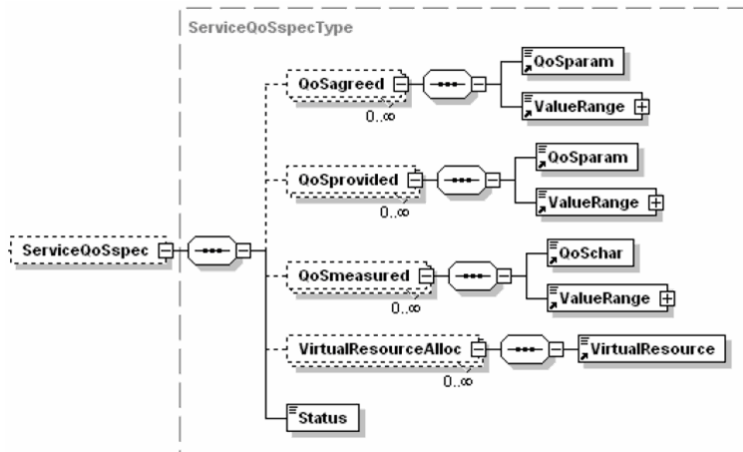 ServiceQoSspecType
QoSagreed
0..∞
QoSparam
ValueRange
QoSprovided
0..∞
QoSparam
ValueRange
ServiceQoSspec
QoSmeasured
0..∞
QoSchar
ValueRange
VirtualResourceAlloc
0..∞
VirtualResource
Status